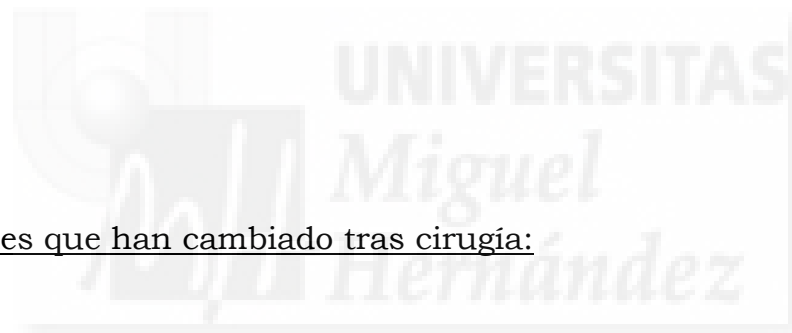 UNIVERSITAS
Miguel
es que han cambiado tras cirugía:
Hernández